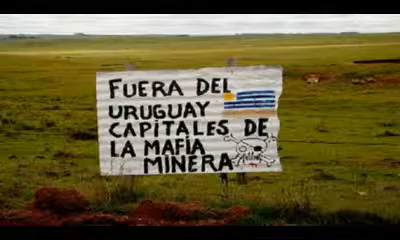 FUERA DEL
URUGUAY
CAPITALES DE
LA MAFIA
MINERA